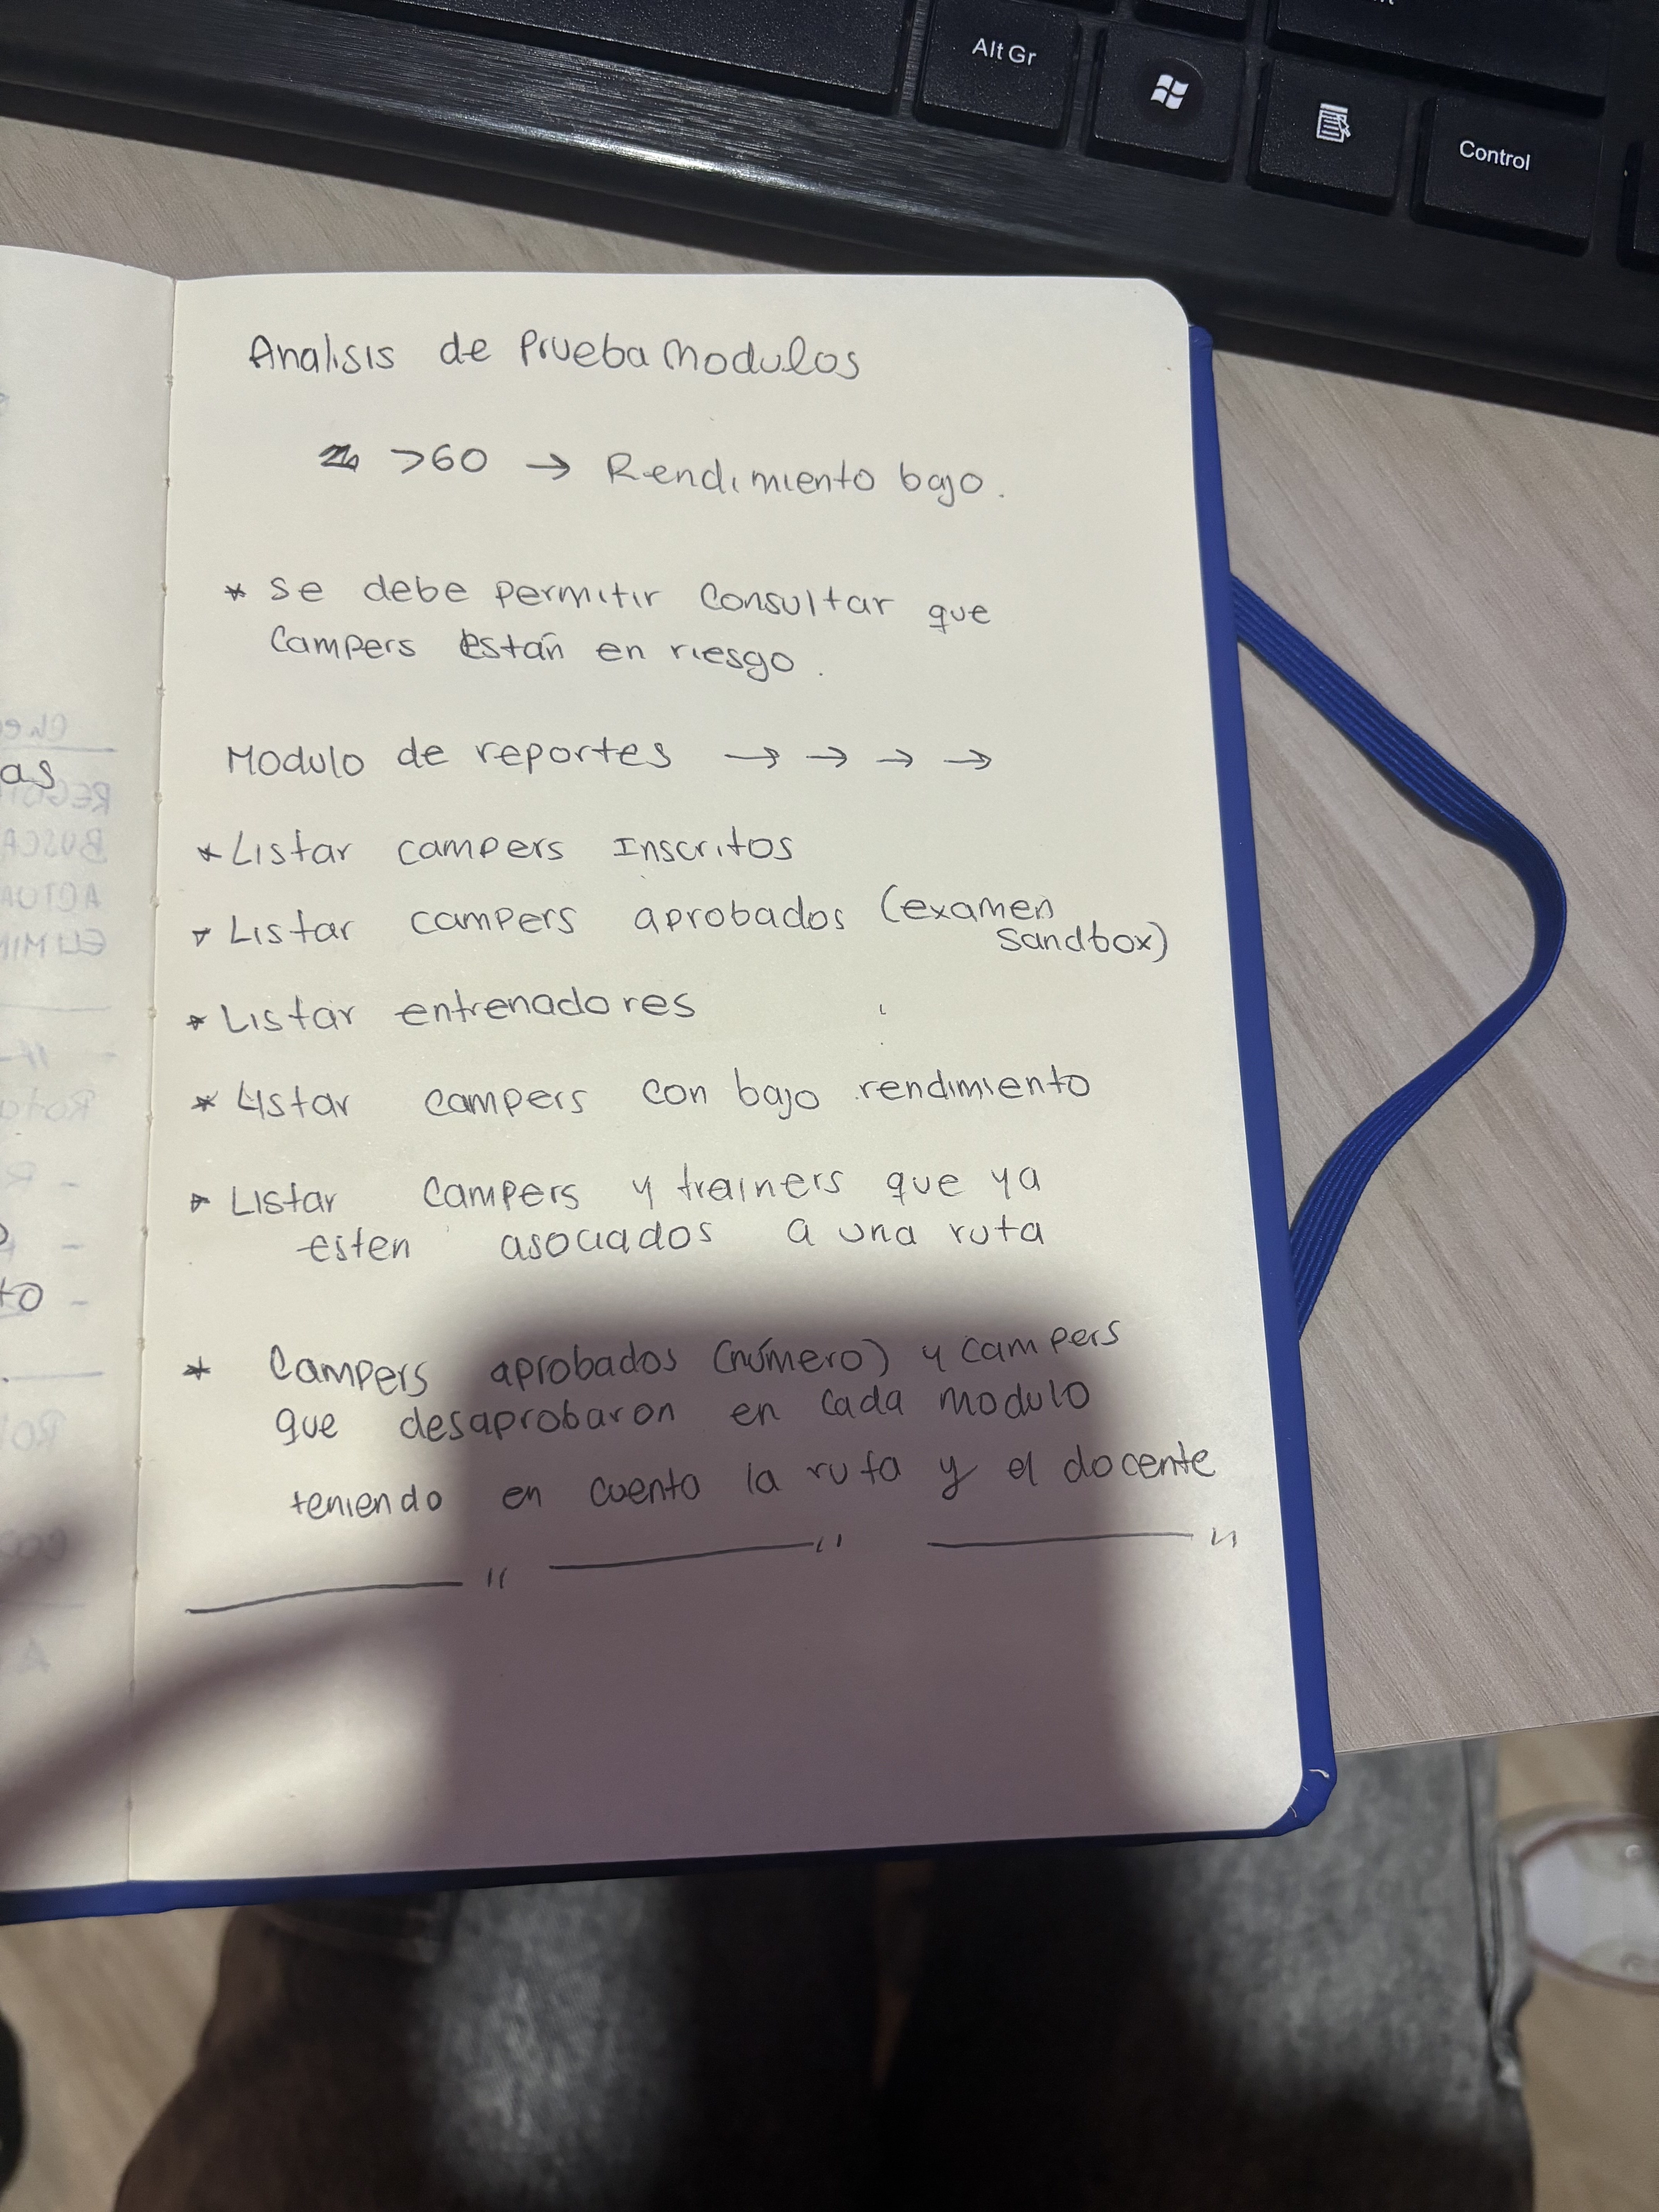 Alt Gr
Control
Analisis de Prueba Modulos
>60 → Rendimiento bajo.
* se debe permitir consultar que
campers están en riesgo.
Modulo de reportes → → → →
* Listar campers Inscritos
* Listar campers aprobados (examen
sandbox)
* Listar entrenadores
* Listar campers con bajo rendimiento
* Listar campers y trainers que ya
esten asociados a una ruta
* Campers aprobados (número) y campers
que desaprobaron en cada modulo
teniendo en cuenta la ruta y el docente
as